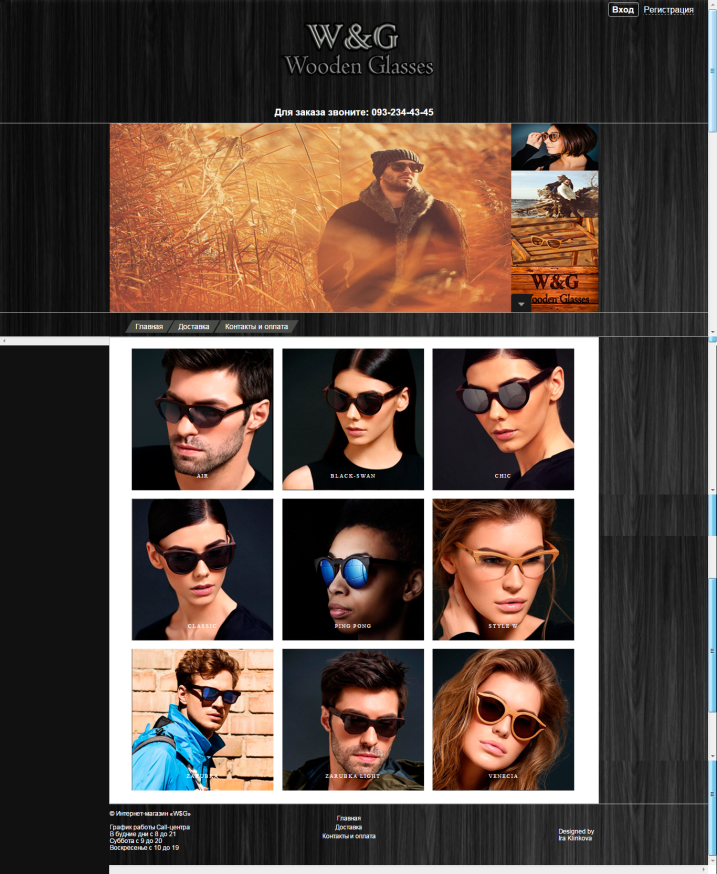 Вход Регистрация
W&G
Wooden Glasses
Для заказа звоните: 093-234-43-45
W&G
ooden Glasses
Главная Доставка Контакты и оплата
AIR BLACK-SWAN CHIC
CLASSIC PING PONG STYLE W
ZARUBKA ZARUBKA LIGHT VENECIA
© Интернет-магазин «W&G»
График работы Call-центра
В будние дни с 8 до 21
Суббота с 9 до 20
Воскресенье с 10 до 19
Главная
Доставка
Контакты и оплата
Designed by
Ira Klinkova